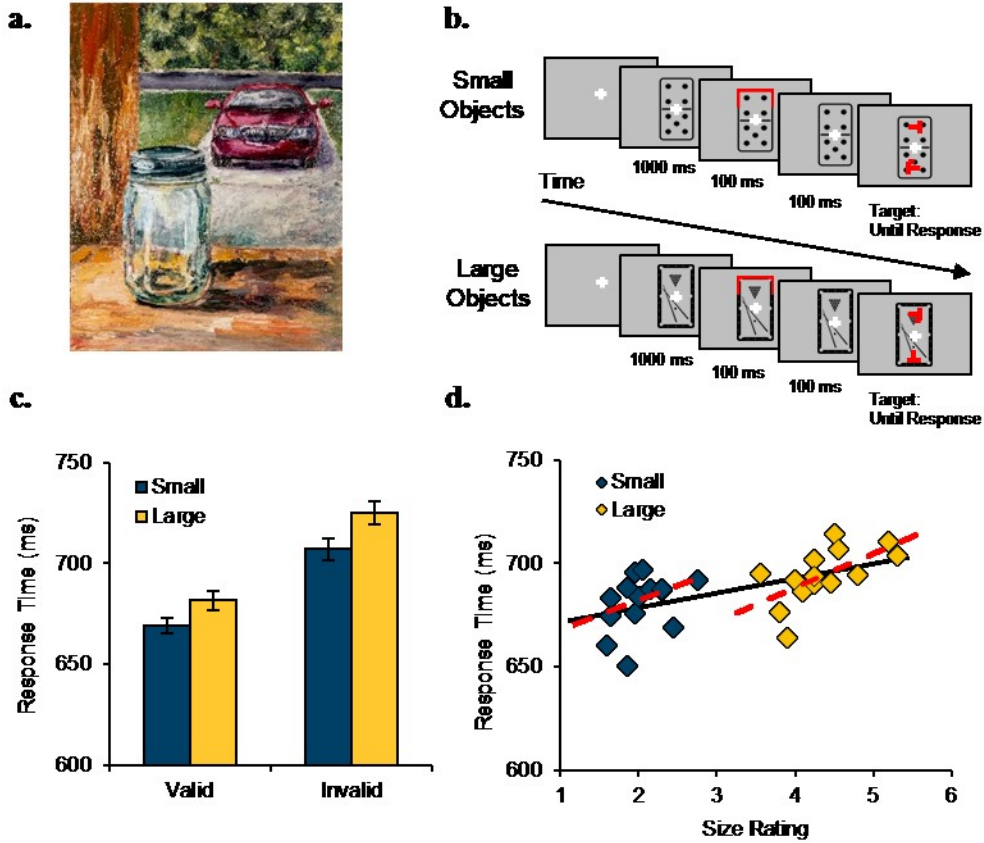 a.
b.
Small
Objects
1000 ms
100 ms
100 ms
Target:
Until Response
Time
Large
Objects
1000 ms
100 ms
100 ms
Target:
Until Response
c.
750
700
650
600
Response Time (ms)
Small
Large
Valid
Invalid
d.
750
700
650
600
Response Time (ms)
Small
Large
1
2
3
4
5
6
Size Rating